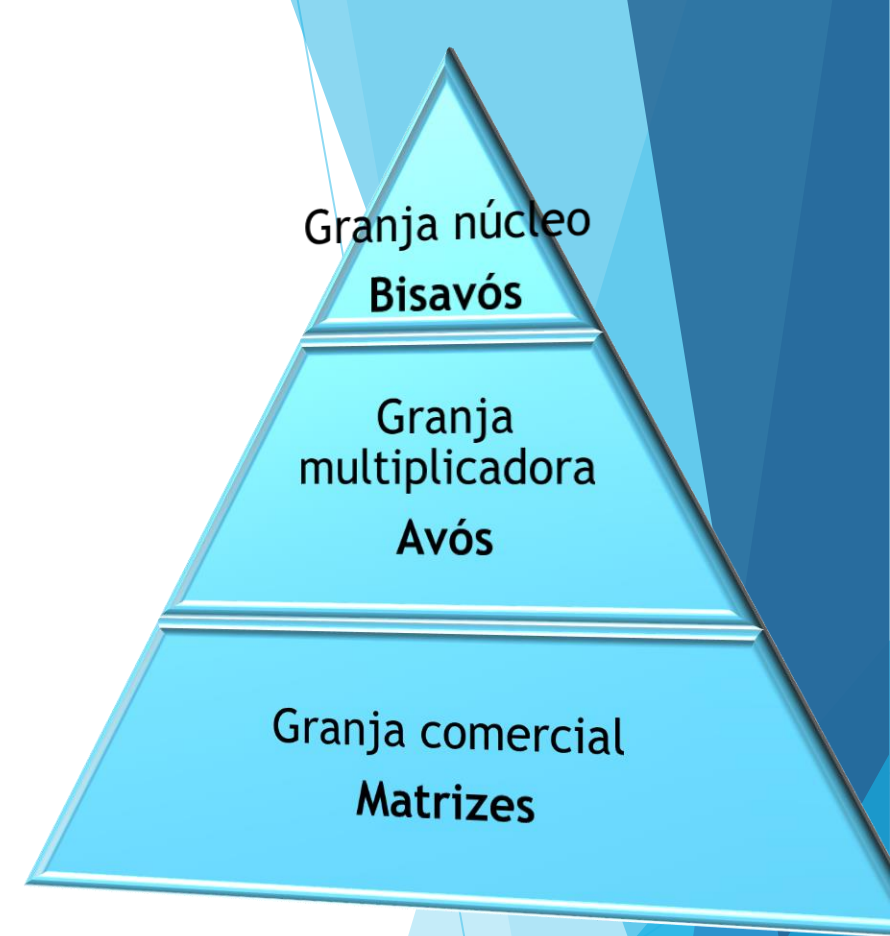 Granja núcleo
Bisavós
Granja
multiplicadora
Avós
Granja comercial
Matrizes